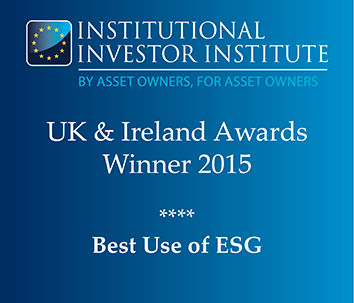 INSTITUTIONAL
INVESTOR INSTITUTE
BY ASSET OWNERS, FOR ASSET OWNERS
UK & Ireland Awards
Winner 2015
****
Best Use of ESG